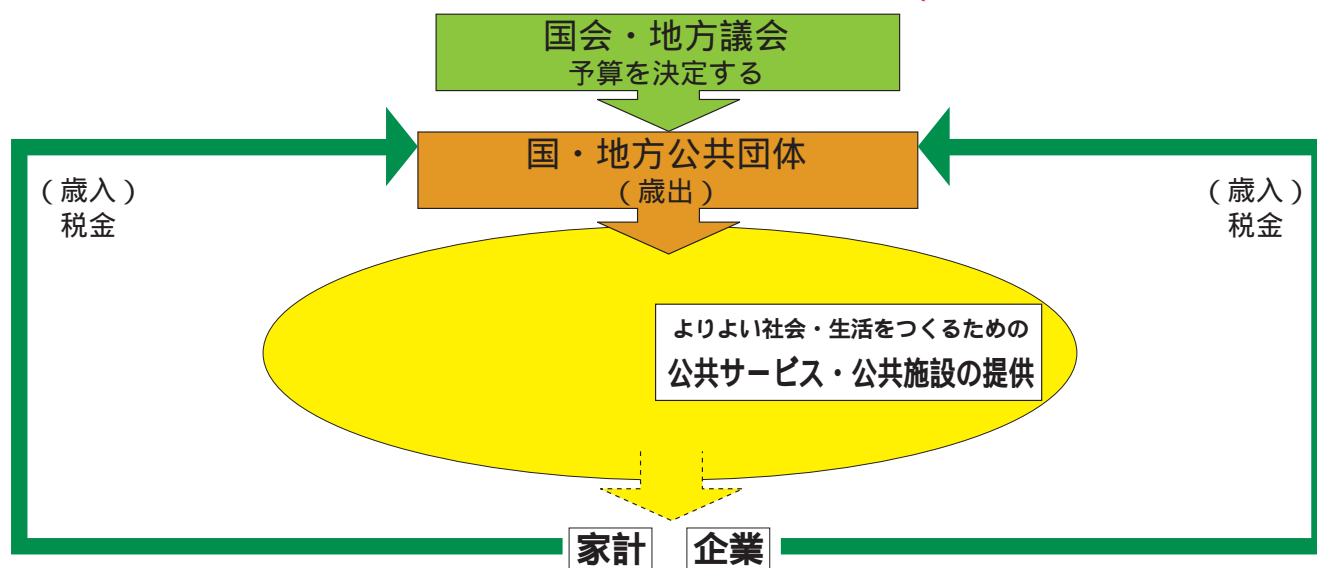 国会・地方議会
予算を決定する
国・地方公共団体
（歳出）
（歳入）
税金
（歳入）
税金
よりよい社会・生活をつくるための
公共サービス・公共施設の提供
家計
企業